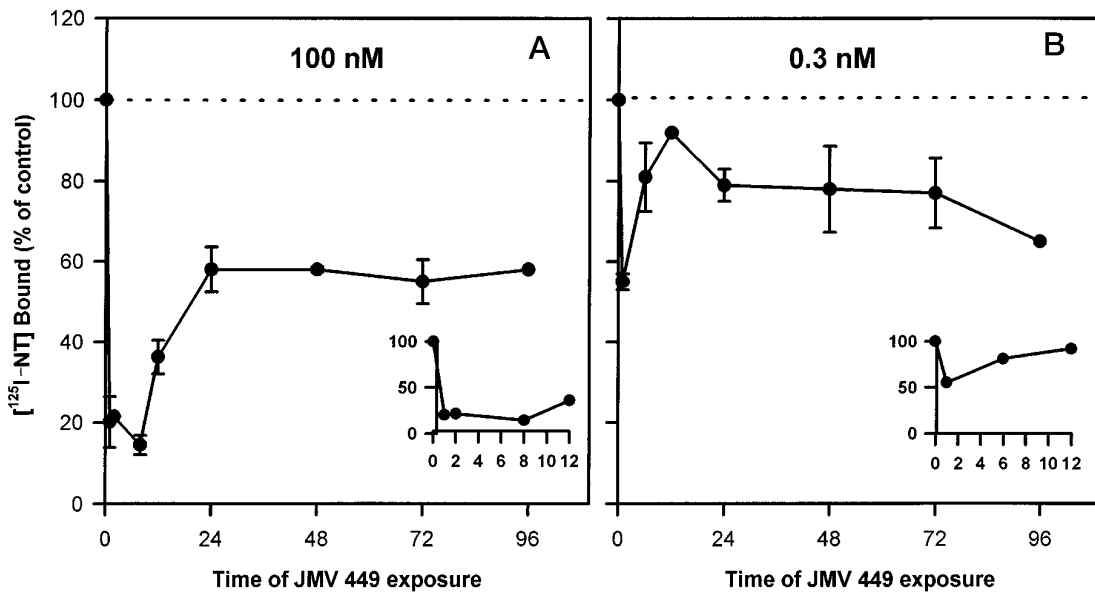 [¹²⁵I–NT] Bound (% of control)
120
100
80
60
40
20
0
A
100 nM
100
50
0
0 2 4 6 8 10 12
0 24 48 72 96
Time of JMV 449 exposure
B
0.3 nM
100
50
0
0 2 4 6 8 10 12
0 24 48 72 96
Time of JMV 449 exposure